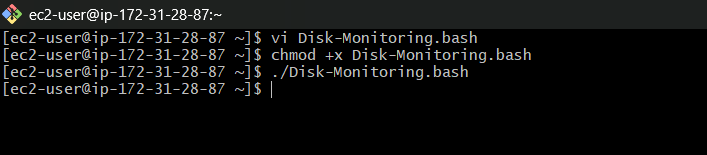 ec2-user@ip-172-31-28-87:~
[ec2-user@ip-172-31-28-87 ~]$ vi Disk-Monitoring.bash
[ec2-user@ip-172-31-28-87 ~]$ chmod +x Disk-Monitoring.bash
[ec2-user@ip-172-31-28-87 ~]$ ./Disk-Monitoring.bash
[ec2-user@ip-172-31-28-87 ~]$